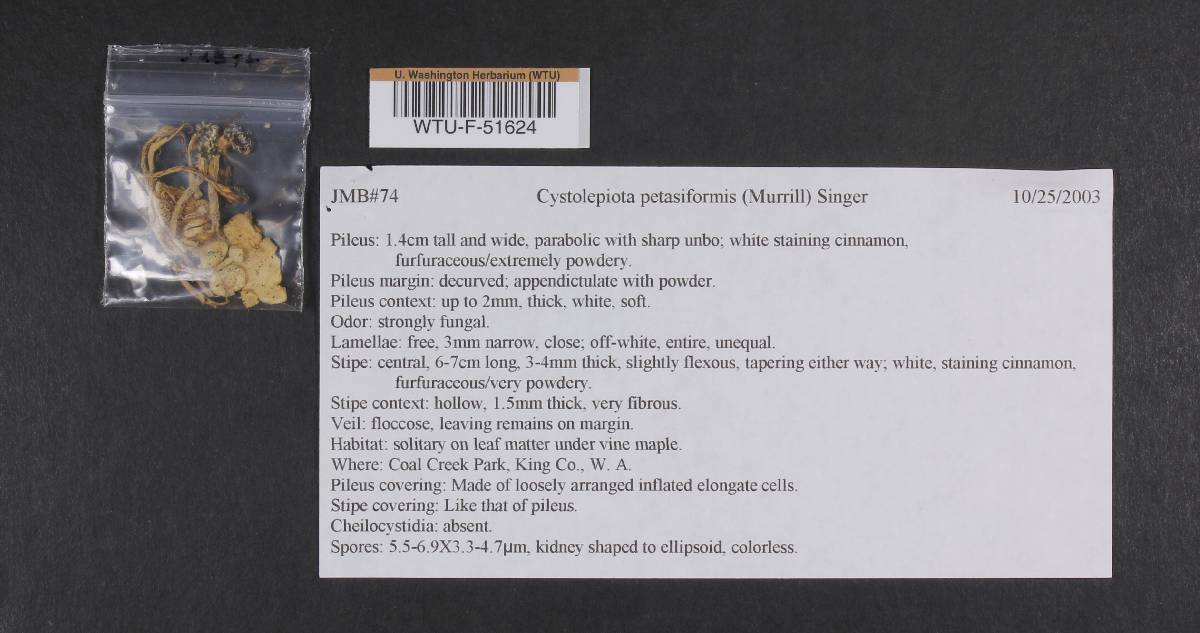 U. Washington Herbarium (WTU)
WTU-F-51624
JMB#74 Cystolepiota petasiformis (Murrill) Singer 10/25/2003
Pileus: 1.4cm tall and wide, parabolic with sharp unbo; white staining cinnamon,
furfuraceous/extremely powdery.
Pileus margin: decurved; appendictulate with powder.
Pileus context: up to 2mm, thick, white, soft.
Odor: strongly fungal.
Lamellae: free, 3mm narrow, close; off-white, entire, unequal.
Stipe: central, 6-7cm long, 3-4mm thick, slightly flexous, tapering either way; white, staining cinnamon,
furfuraceous/very powdery.
Stipe context: hollow, 1.5mm thick, very fibrous.
Veil: floccose, leaving remains on margin.
Habitat: solitary on leaf matter under vine maple.
Where: Coal Creek Park, King Co., W. A.
Pileus covering: Made of loosely arranged inflated elongate cells.
Stipe covering: Like that of pileus.
Cheilocystidia: absent.
Spores: 5.5-6.9X3.3-4.7µm, kidney shaped to ellipsoid, colorless.